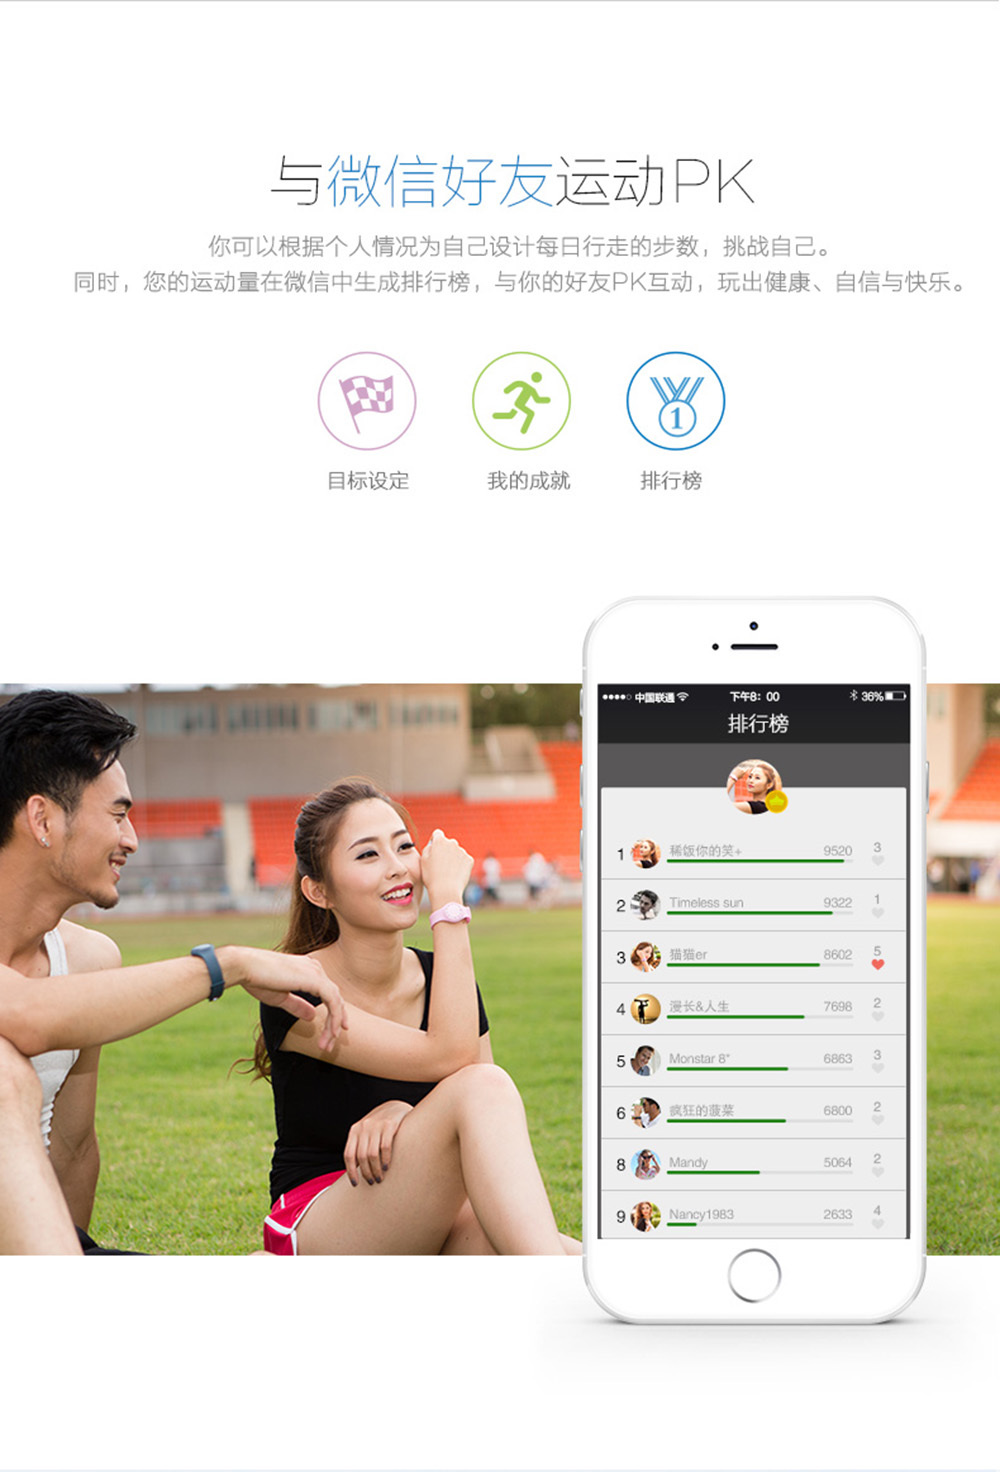 与微信好友运动PK
你可以根据个人情况为自己设计每日行走的步数，挑战自己。
同时，您的运动量在微信中生成排行榜，与你的好友PK互动，玩出健康、自信与快乐。
1
目标设定 我的成就 排行榜
中国联通 下午8：00 36%
排行榜
1 稀饭你的笑+ 9520 3
2 Timeless sun 9322 1
3 猫猫er 8602 5
4 漫长&人生 7698 2
5 Monstar 8" 6863 3
6 疯狂的菠菜 6800 2
8 Mandy 5064 2
9 Nancy1983 2633 4